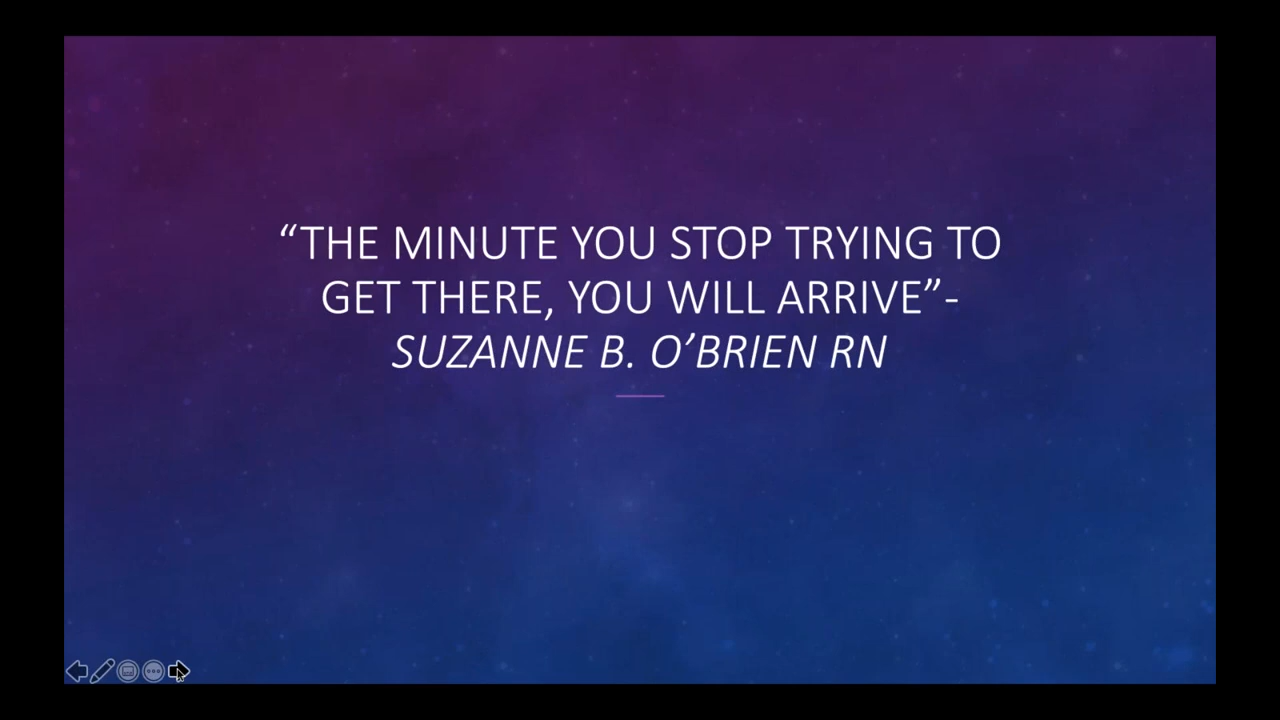 “THE MINUTE YOU STOP TRYING TO
GET THERE, YOU WILL ARRIVE”-
SUZANNE B. O’BRIEN RN